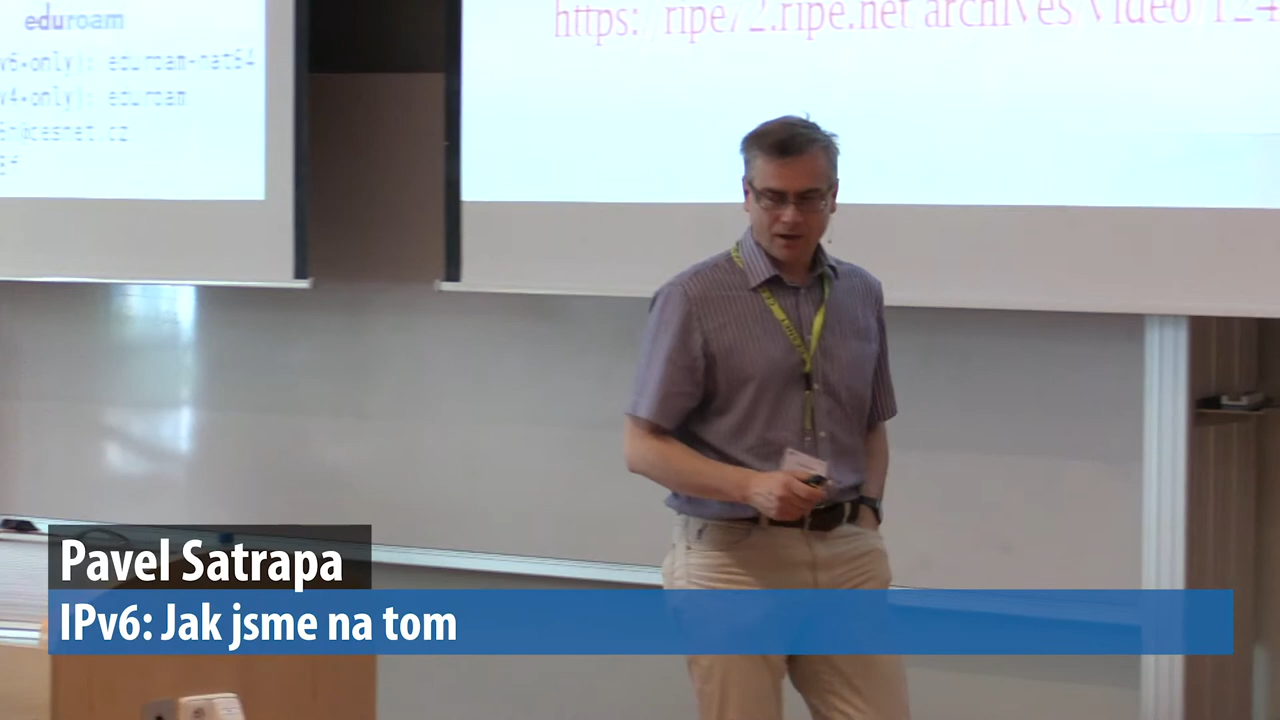 eduroam
v6-only): eduroam-nat64
v4-only): eduroam
https://ripe72.ripe.net/archives/video/124
Pavel Satrapa
IPv6: Jak jsme na tom